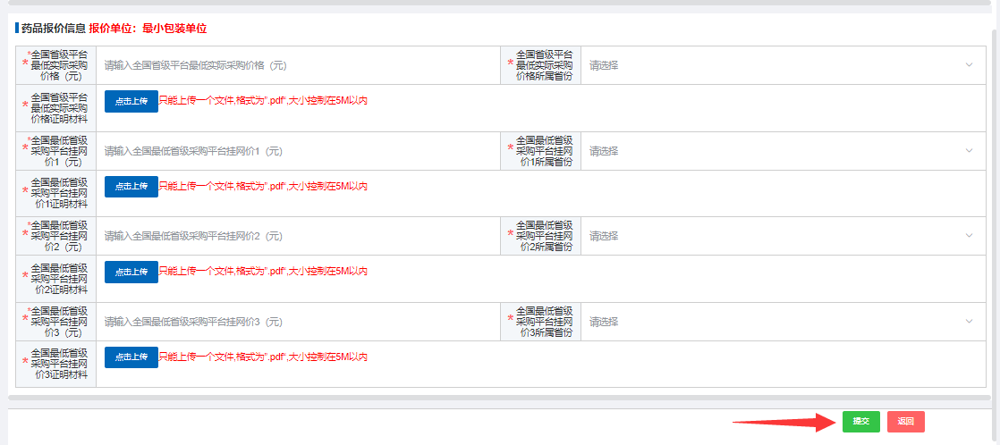 药品报价信息 报价单位：最小包装单位
*全国省级平台
*最低实际采购
价格（元）
请输入全国省级平台最低实际采购价格（元）
全国省级平台
*最低实际采购
价格所属省份
请选择
全国省级平台
*最低实际采购
价格证明材料
点击上传 只能上传一个文件,格式为".pdf",大小控制在5M以内
*全国最低省级
*采购平台挂网
价1（元）
请输入全国最低省级采购平台挂网价1（元）
全国最低省级
*采购平台挂网
价1所属省份
请选择
全国最低省级
*采购平台挂网
价1证明材料
点击上传 只能上传一个文件,格式为".pdf",大小控制在5M以内
*全国最低省级
*采购平台挂网
价2（元）
请输入全国最低省级采购平台挂网价2（元）
全国最低省级
*采购平台挂网
价2所属省份
请选择
全国最低省级
*采购平台挂网
价2证明材料
点击上传 只能上传一个文件,格式为".pdf",大小控制在5M以内
*全国最低省级
*采购平台挂网
价3（元）
请输入全国最低省级采购平台挂网价3（元）
全国最低省级
*采购平台挂网
价3所属省份
请选择
全国最低省级
*采购平台挂网
价3证明材料
点击上传 只能上传一个文件,格式为".pdf",大小控制在5M以内
提交 返回